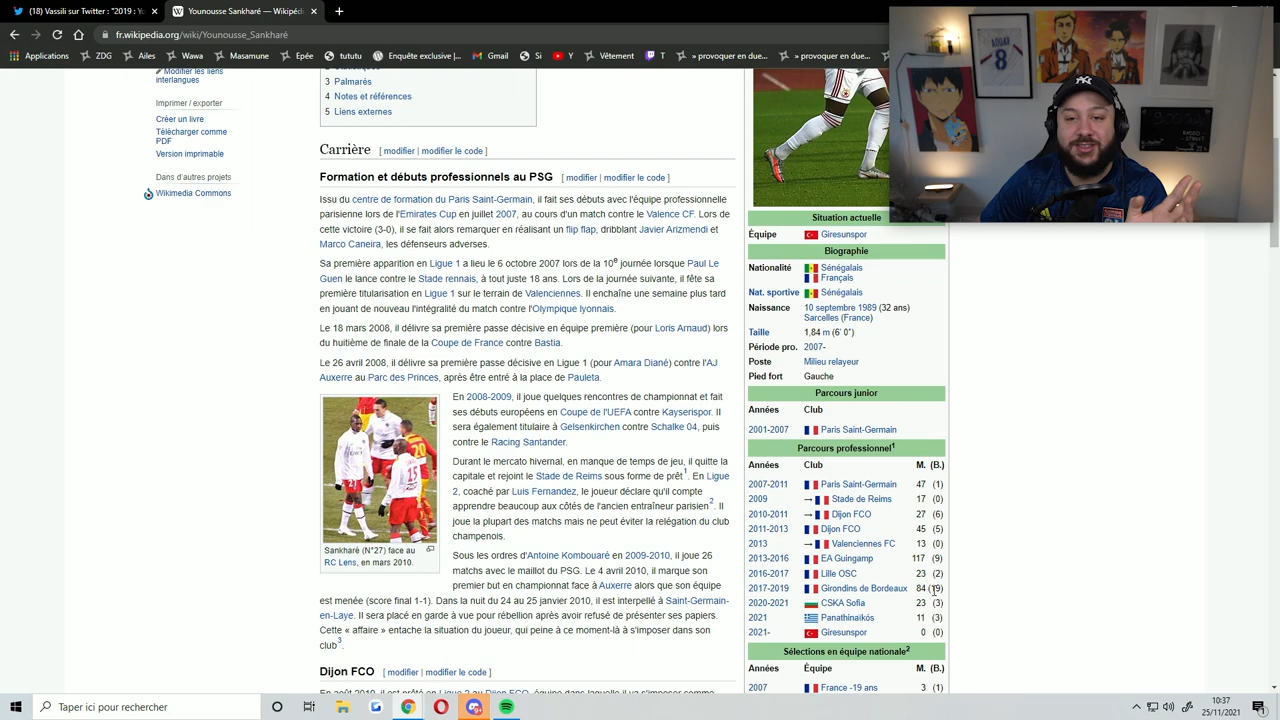 (18) Vassili sur Twitter : "2019 :
Younousse Sankharé — Wikipéd
fr.wikipedia.org/wiki/Younousse_Sankharé
Applications
ZDG
Ailes
Wawa
Masamune
Epée
tututu
Enquête exclusive |...
Gmail
Si
Y
Vêtement
T
» provoquer en due...
» provoquer en due...
Modifier les liens
interlangues
Imprimer / exporter
Créer un livre
Télécharger comme
PDF
Version imprimable
Dans d'autres projets
Wikimedia Commons
3 Palmarès
4 Notes et références
5 Liens externes
Carrière [ modifier | modifier le code ]
Formation et débuts professionnels au PSG [ modifier | modifier le code ]
Issu du centre de formation du Paris Saint-Germain, il fait ses débuts avec l'équipe professionnelle
parisienne lors de l'Emirates Cup en juillet 2007, au cours d'un match contre le Valence CF. Lors de
cette victoire (3-0), il se fait alors remarquer en réalisant un flip flap, dribblant Javier Arizmendi et
Marco Caneira, les défenseurs adverses.
Sa première apparition en Ligue 1 a lieu le 6 octobre 2007 lors de la 10e journée lorsque Paul Le
Guen le lance contre le Stade rennais, à tout juste 18 ans. Lors de la journée suivante, il fête sa
première titularisation en Ligue 1 sur le terrain de Valenciennes. Il enchaîne une semaine plus tard
en jouant de nouveau l'intégralité du match contre l'Olympique lyonnais.
Le 18 mars 2008, il délivre sa première passe décisive en équipe première (pour Loris Arnaud) lors
du huitième de finale de la Coupe de France contre Bastia.
Le 26 avril 2008, il délivre sa première passe décisive en Ligue 1 (pour Amara Diané) contre l'AJ
Auxerre au Parc des Princes, après être entré à la place de Pauleta.
En 2008-2009, il joue quelques rencontres de championnat et fait
ses débuts européens en Coupe de l'UEFA contre Kayserispor. Il
sera également titulaire à Gelsenkirchen contre Schalke 04, puis
contre le Racing Santander.
Durant le mercato hivernal, en manque de temps de jeu, il quitte la
capitale et rejoint le Stade de Reims sous forme de prêt1. En Ligue
2, coaché par Luis Fernandez, le joueur déclare qu'il compte
apprendre beaucoup aux côtés de l'ancien entraîneur parisien2. Il
joue la plupart des matchs mais ne peut éviter la relégation du club
champenois.
Sankharé (N°27) face au
RC Lens, en mars 2010.
Sous les ordres d'Antoine Kombouaré en 2009-2010, il joue 26
matchs avec le maillot du PSG. Le 4 avril 2010, il marque son
premier but en championnat face à Auxerre alors que son équipe
est menée (score final 1-1). Dans la nuit du 24 au 25 janvier 2010, il est interpellé à Saint-Germain-
en-Laye. Il sera placé en garde à vue pour rébellion après avoir refusé de présenter ses papiers.
Cette « affaire » entache la situation du joueur, qui peine à ce moment-là à s'imposer dans son
club3.
Dijon FCO [ modifier | modifier le code ]
Situation actuelle
Équipe Giresunspor
Biographie
Nationalité Sénégalais
Français
Nat. sportive Sénégalais
Naissance 10 septembre 1989 (32 ans)
Sarcelles (France)
Taille 1,84 m (6′ 0″)
Période pro. 2007-
Poste Milieu relayeur
Pied fort Gauche
Parcours junior
Années Club
2001-2007 Paris Saint-Germain
Parcours professionnel1
Années Club M. (B.)
2007-2011 Paris Saint-Germain 47 (1)
2009 → Stade de Reims 17 (0)
2010-2011 → Dijon FCO 27 (6)
2011-2013 Dijon FCO 45 (5)
2013 → Valenciennes FC 13 (0)
2013-2016 EA Guingamp 117 (9)
2016-2017 Lille OSC 23 (2)
2017-2019 Girondins de Bordeaux 84 (19)
2020-2021 CSKA Sofia 23 (3)
2021 Panathinaïkós 11 (3)
2021- Giresunspor 0 (0)
Sélections en équipe nationale2
Années Équipe M. (B.)
2007 France -19 ans 3 (1)
AOUAR
8
Taper ici pour rechercher
10:37
25/11/2021